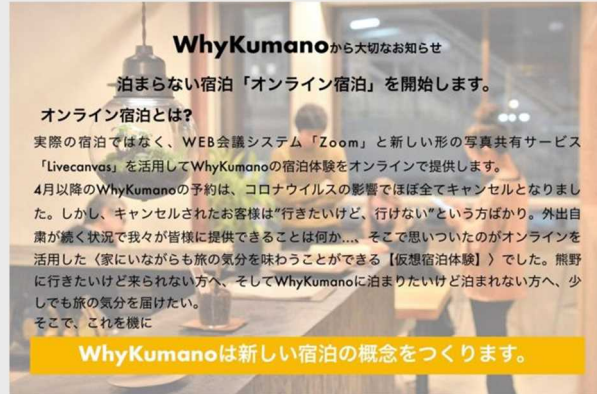 WhyKumanoから大切なお知らせ
泊まらない宿泊「オンライン宿泊」を開始します。
オンライン宿泊とは?
実際の宿泊ではなく、WEB会議システム「Zoom」と新しい形の写真共有サービス
「Livecanvas」を活用してWhyKumanoの宿泊体験をオンラインで提供します。
4月以降のWhyKumanoの予約は、コロナウイルスの影響でほぼ全てキャンセルとなりまし
た。しかし、キャンセルされたお客様は"行きたいけど、行けない"という方ばかり。外出自
粛が続く状況で我々が皆様に提供できることは何か...、そこで思いついたのがオンラインを
活用した〈家にいながらも旅の気分を味わうことができる【仮想宿泊体験】〉でした。熊野
に行きたいけど来られない方へ、そしてWhyKumanoに泊まりたいけど泊まれない方へ、少
しでも旅の気分を届けたい。
そこで、これを機に
WhyKumanoは新しい宿泊の概念をつくります。